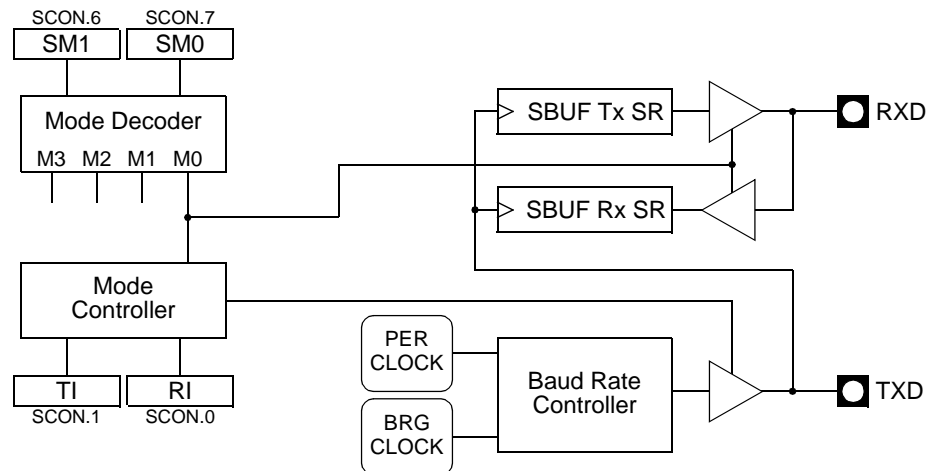 SCON.6 SCON.7
SM1 SM0
Mode Decoder
M3 M2 M1 M0
SBUF Tx SR
RXD
SBUF Rx SR
Mode
Controller
TI RI
SCON.1 SCON.0
PER
CLOCK
BRG
CLOCK
Baud Rate
Controller
TXD